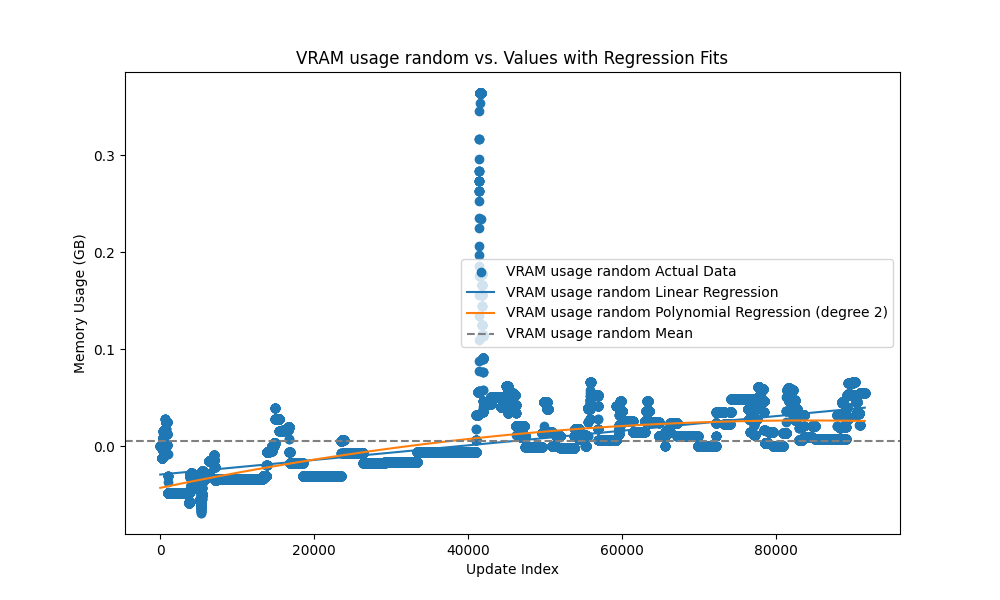 VRAM usage random vs. Values with Regression Fits
Memory Usage (GB)
0.3
0.2
0.1
0.0
VRAM usage random Actual Data
VRAM usage random Linear Regression
VRAM usage random Polynomial Regression (degree 2)
VRAM usage random Mean
0
20000
40000
60000
80000
Update Index